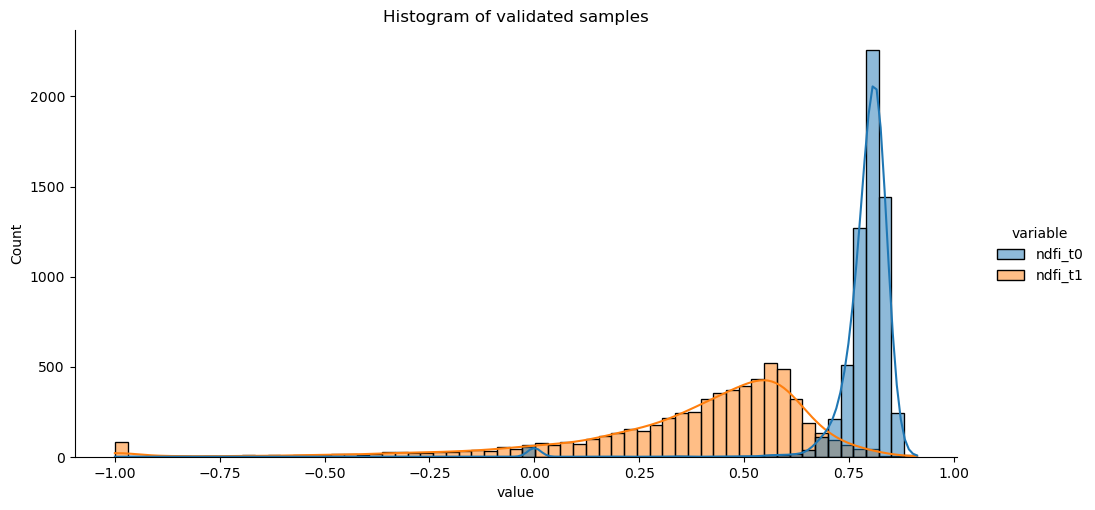 Histogram of validated samples
2000
1500
1000
500
0
Count
−1.00
−0.75
−0.50
−0.25
0.00
0.25
0.50
0.75
1.00
value
variable
ndfi_t0
ndfi_t1